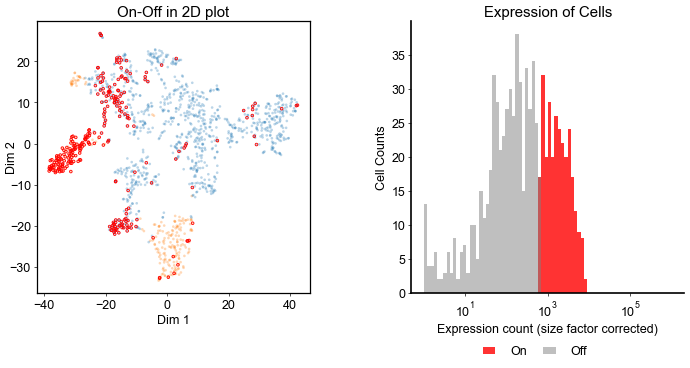 On-Off in 2D plot
Dim 2
20
10
0
−10
−20
−30
−40 −20 0 20 40
Dim 1
Expression of Cells
Cell Counts
35
30
25
20
15
10
5
0
10^1 10^3 10^5
Expression count (size factor corrected)
On Off